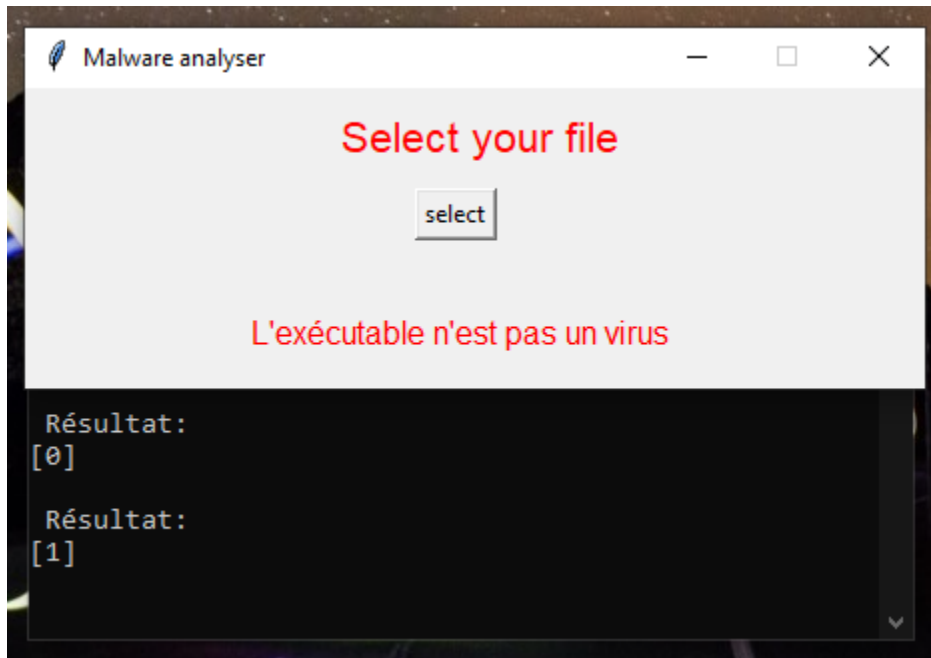 Malware analyser
Select your file
select
L'exécutable n'est pas un virus
Résultat:
[0]
Résultat:
[1]